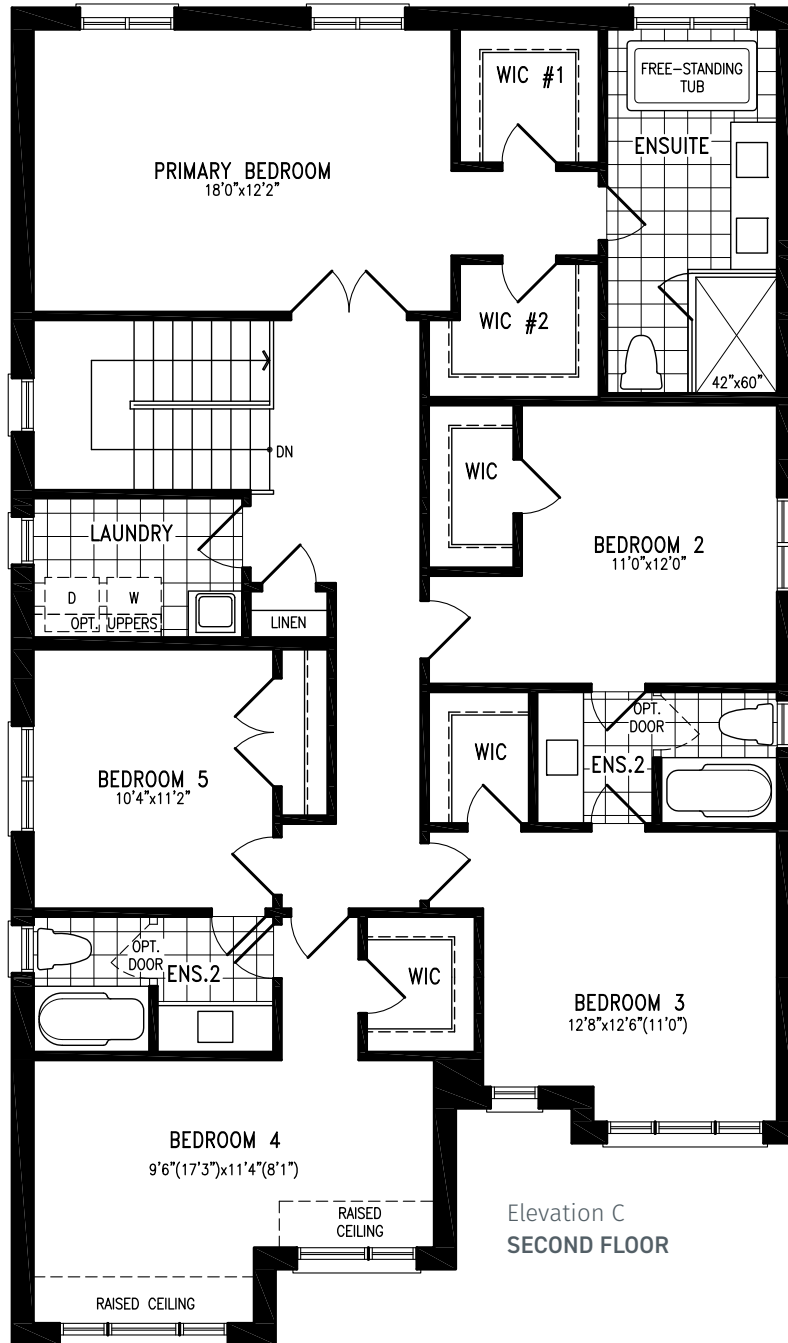 WIC #1
FREE-STANDING
TUB
ENSUITE
PRIMARY BEDROOM
18'0"x12'2"
WIC #2
42"x60"
DN
WIC
LAUNDRY
BEDROOM 2
11'0"x12'0"
D W
OPT. UPPERS
LINEN
OPT.
DOOR
WIC
ENS.2
BEDROOM 5
10'4"x11'2"
OPT.
DOOR
ENS.2
WIC
BEDROOM 3
12'8"x12'6"(11'0")
BEDROOM 4
9'6"(17'3")x11'4"(8'1")
RAISED
CEILING
RAISED CEILING
Elevation C
SECOND FLOOR